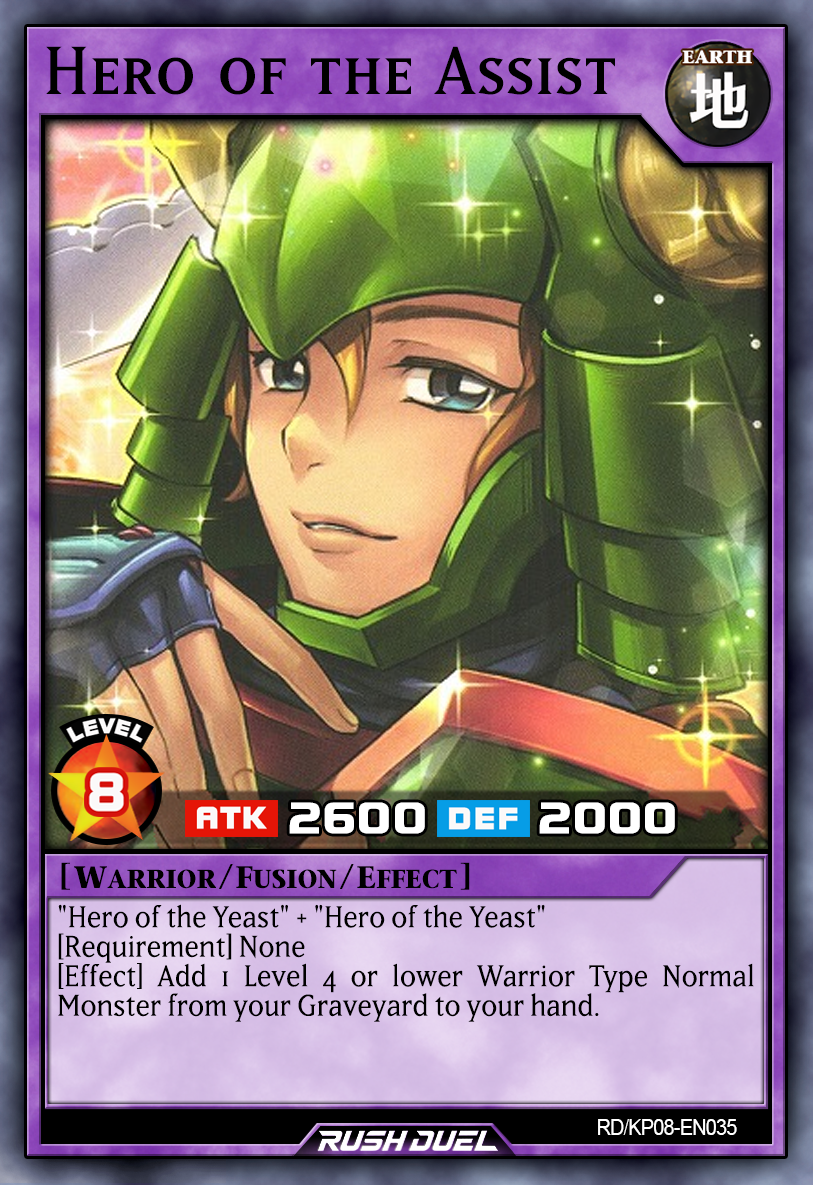 Hero of the Assist
EARTH
地
LEVEL
8
ATK 2600 DEF 2000
[Warrior/Fusion/Effect]
"Hero of the Yeast" + "Hero of the Yeast"
[Requirement] None
[Effect] Add 1 Level 4 or lower Warrior Type Normal
Monster from your Graveyard to your hand.
RD/KP08-EN035
RUSH DUEL